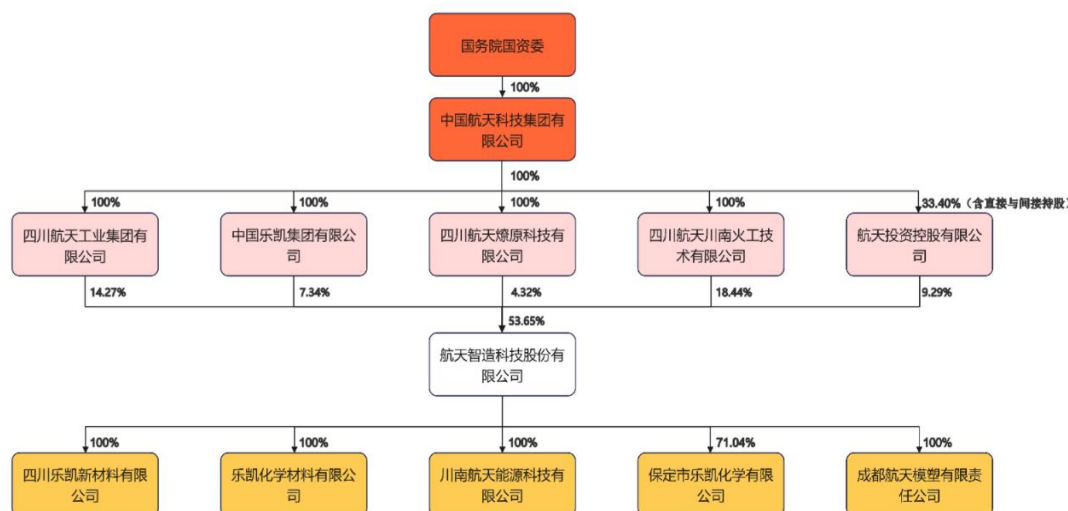 国务院国资委
100%
中国航天科技集团有
限公司
100%
100%
100%
100%
100%
33.40%（含直接与间接持股）
四川航天工业集团有
限公司
中国乐凯集团有限公
司
四川航天燎原科技有
限公司
四川航天川南火工技
术有限公司
航天投资控股有限公
司
14.27%
7.34%
4.32%
18.44%
9.29%
53.65%
航天智造科技股份有
限公司
100%
100%
100%
71.04%
100%
四川乐凯新材料有限
公司
乐凯化学材料有限公
司
川南航天能源科技有
限公司
保定市乐凯化学有限
公司
成都航天模塑有限责
任公司